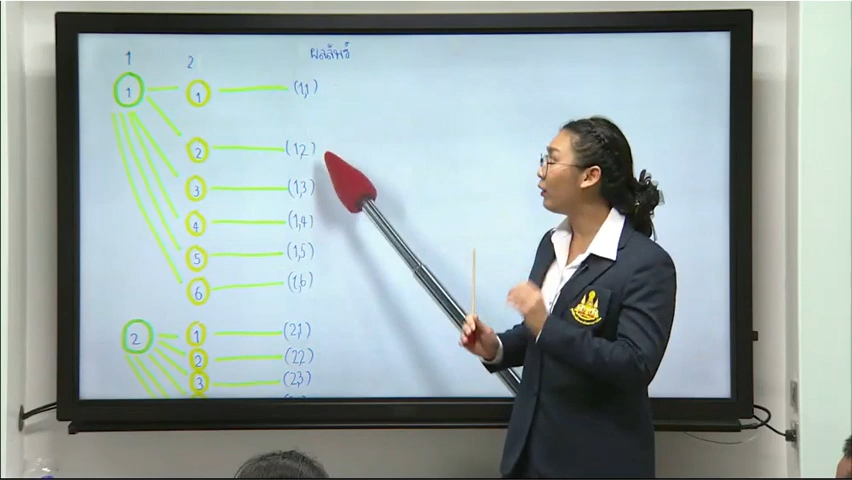 1 2 ผลลัพธ์
1 1 (1,1)
2 (1,2)
3 (1,3)
4 (1,4)
5 (1,5)
6 (1,6)
2 1 (2,1)
2 (2,2)
3 (2,3)